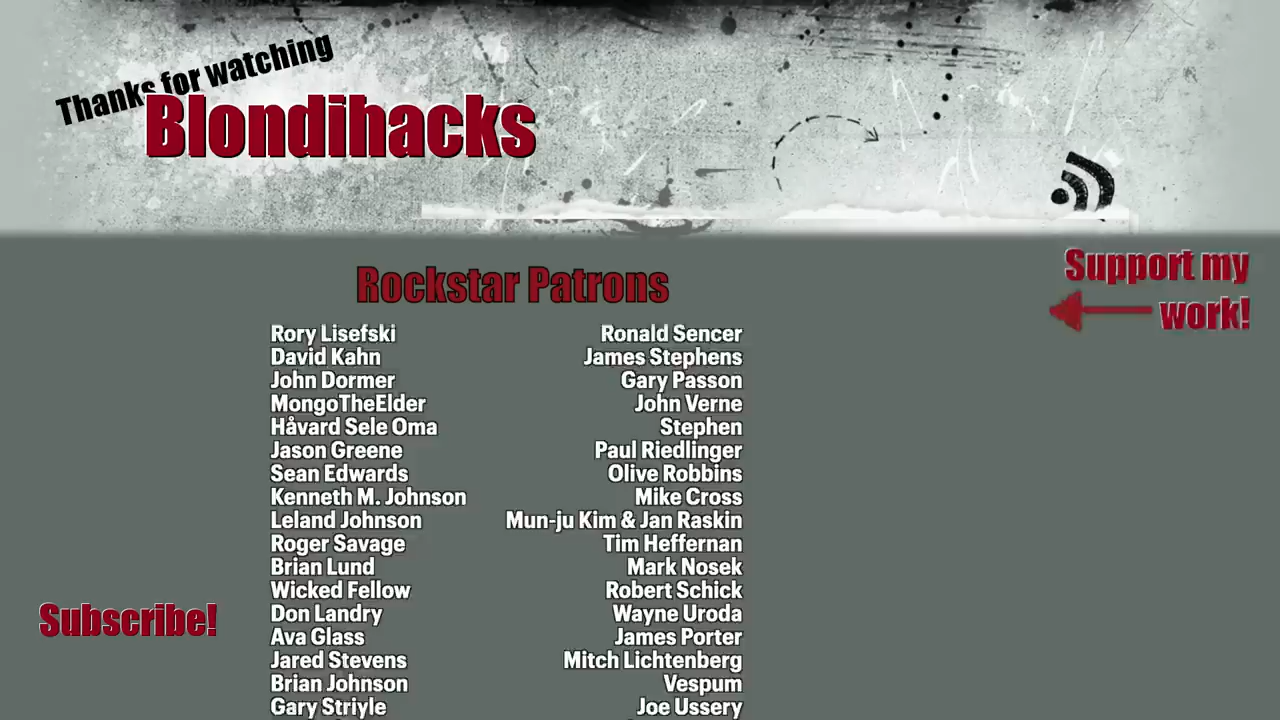 Thanks for watching
Blondihacks
Support my
work!
Rockstar Patrons
Rory Lisefski
Ronald Sencer
David Kahn
James Stephens
John Dormer
Gary Passon
MongoTheElder
John Verne
Håvard Sele Oma
Stephen
Jason Greene
Paul Riedlinger
Sean Edwards
Olive Robbins
Kenneth M. Johnson
Mike Cross
Leland Johnson
Mun-ju Kim & Jan Raskin
Roger Savage
Tim Heffernan
Brian Lund
Mark Nosek
Wicked Fellow
Robert Schick
Don Landry
Wayne Uroda
Subscribe!
Ava Glass
James Porter
Jared Stevens
Mitch Lichtenberg
Brian Johnson
Vespum
Gary Striyle
Joe Ussery